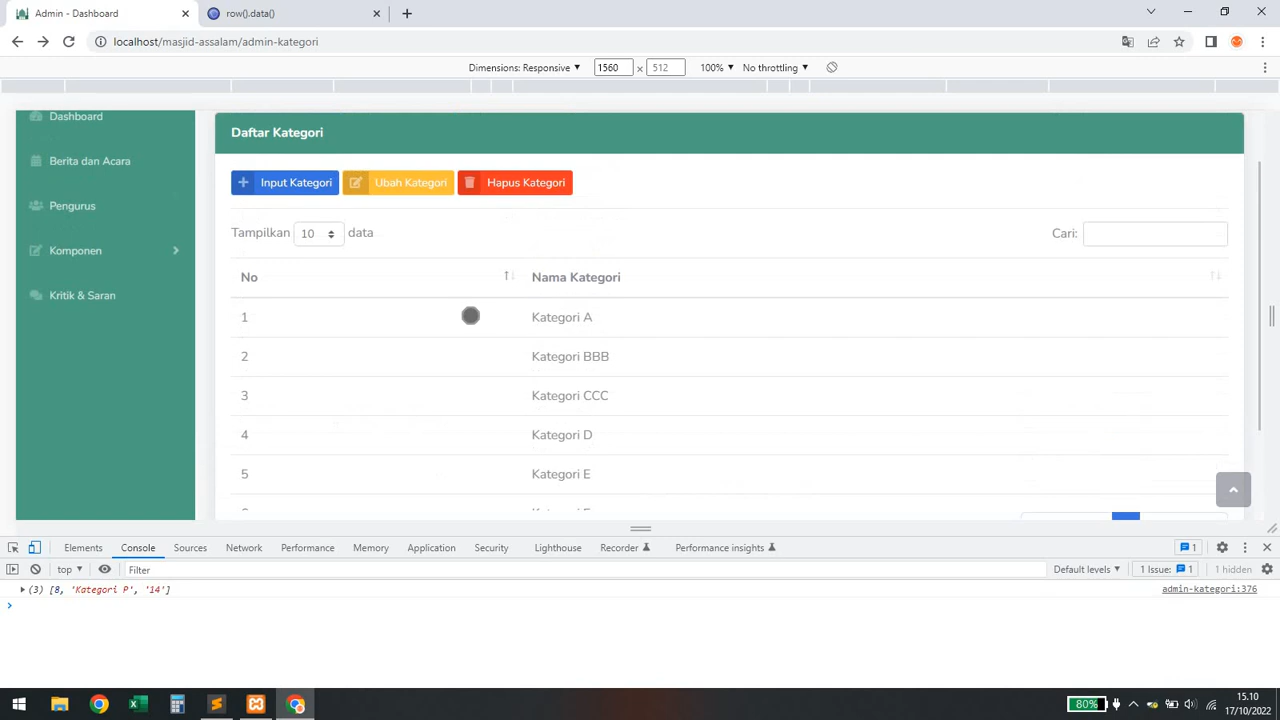 Admin - Dashboard
row().data()
localhost/masjid-assalam/admin-kategori
Dimensions: Responsive 1560 × 512 100% No throttling
Dashboard
Berita dan Acara
Pengurus
Komponen
Kritik & Saran
Daftar Kategori
Input Kategori Ubah Kategori Hapus Kategori
Tampilkan 10 data Cari:
No Nama Kategori
1 Kategori A
2 Kategori BBB
3 Kategori CCC
4 Kategori D
5 Kategori E
Elements Console Sources Network Performance Memory Application Security Lighthouse Recorder Performance insights 1
top Filter Default levels 1 Issue: 1 1 hidden
(3) [8, 'Kategori P', '14'] admin-kategori:376
80% 15.10
17/10/2022